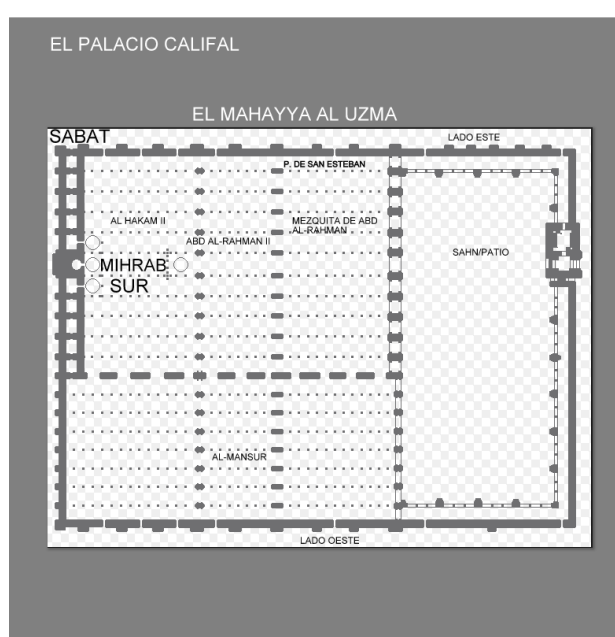 EL PALACIO CALIFAL
EL MAHAYYA AL UZMA
SABAT
LADO ESTE
P. DE SAN ESTEBAN
AL HAKAM II
MEZQUITA DE ABD
AL-RAHMAN
ABD AL-RAHMAN II
SAHN/PATIO
MIHRAB
SUR
AL-MANSUR
LADO OESTE